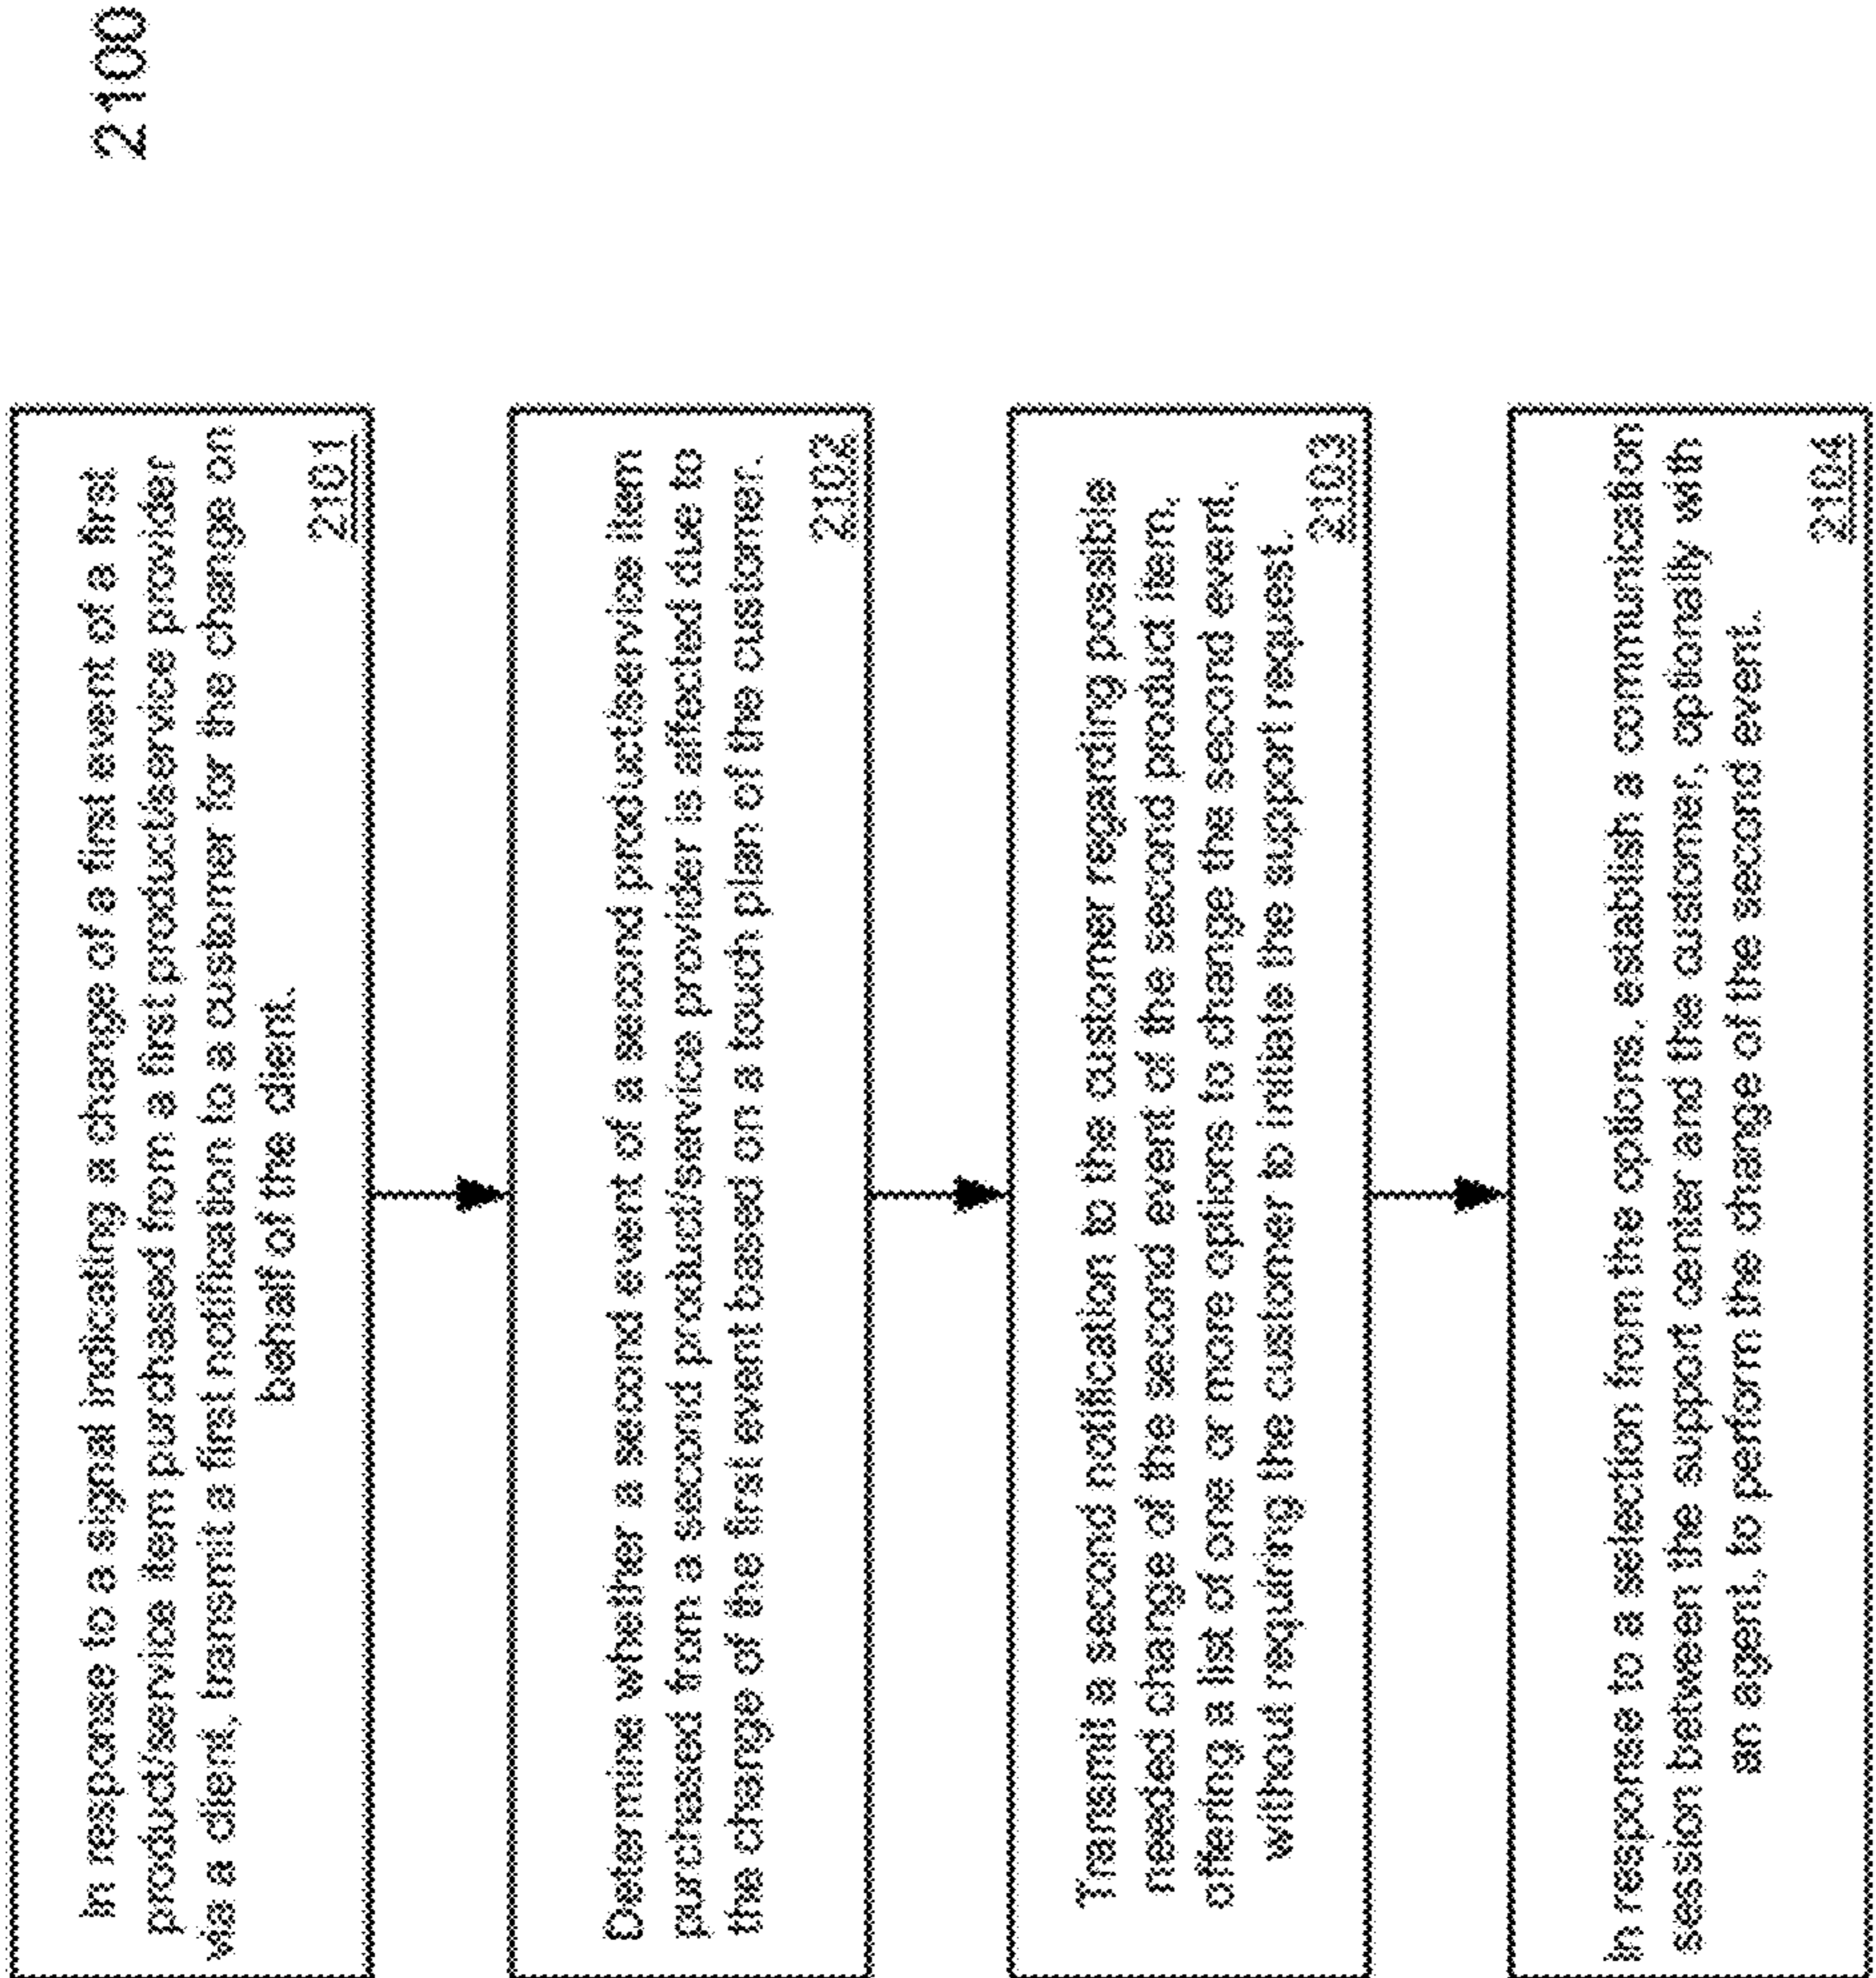 2100
In response to a signal indicating a change of a first event of a first
product/service item purchased from a first product/service provider
via a client, transmit a first notification to a customer for the change on
behalf of the client.
2101
Determine whether a second event of a second product/service item
purchased from a second product/service provider is affected due to
the change of the first event based on a touch plan of the customer.
2102
Transmit a second notification to the customer regarding possible
needed change of the second event of the second product item,
offering a list of one or more options to change the second event,
without requiring the customer to initiate the support request.
2103
In response to a selection from the options, establish a communication
session between the support center and the customer, optionally with
an agent, to perform the change of the second event.
2104